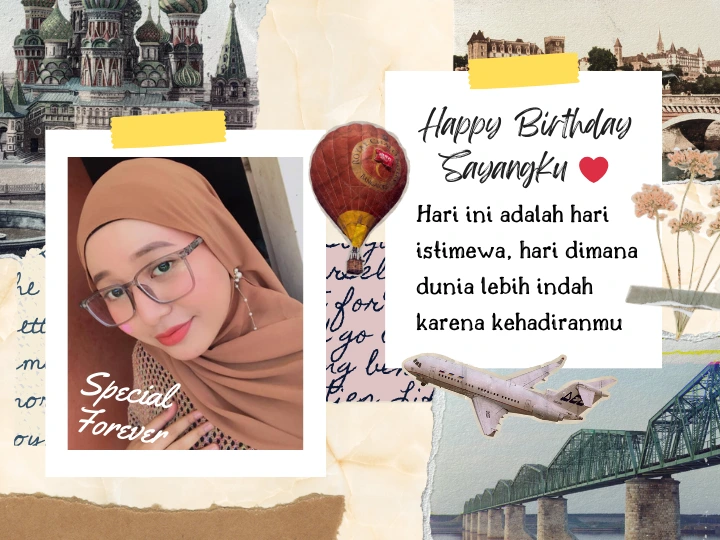 Happy Birthday
Sayangku ❤
Hari ini adalah hari
istimewa, hari dimana
dunia lebih indah
karena kehadiranmu
Special
Forever